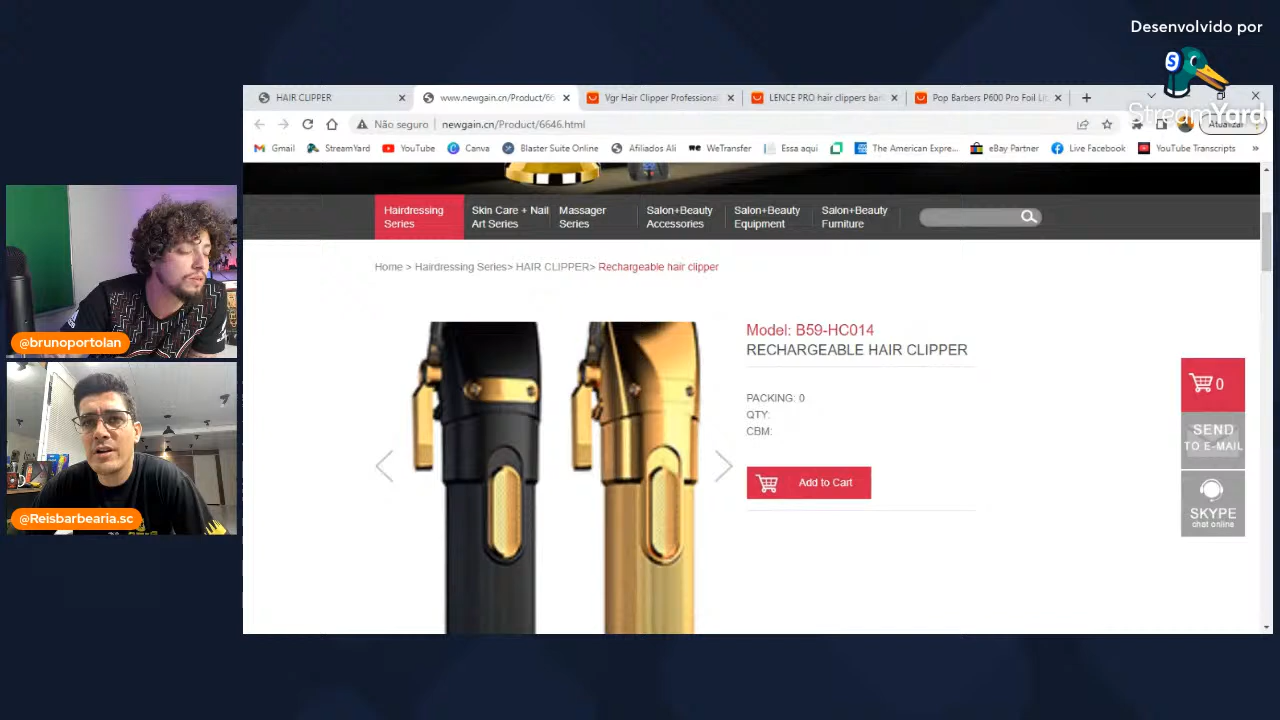 Desenvolvido por
S
StreamYard
HAIR CLIPPER
www.newgain.cn/Product/66
Vgr Hair Clipper Professional
LENCE PRO hair clippers bar
Pop Barbers P600 Pro Foil Lit
Não seguro
newgain.cn/Product/6646.html
Atualizar
Gmail
StreamYard
YouTube
Canva
Blaster Suite Online
Afiliados Ali
WeTransfer
Essa aqui
The American Expre...
eBay Partner
Live Facebook
YouTube Transcripts
Hairdressing
Series
Skin Care + Nail
Art Series
Massager
Series
Salon+Beauty
Accessories
Salon+Beauty
Equipment
Salon+Beauty
Furniture
Home > Hairdressing Series> HAIR CLIPPER> Rechargeable hair clipper
Model: B59-HC014
RECHARGEABLE HAIR CLIPPER
PACKING: 0
QTY:
CBM:
Add to Cart
0
SEND
TO E-MAIL
SKYPE
chat online
@brunoportolan
@Reisbarbearia.sc